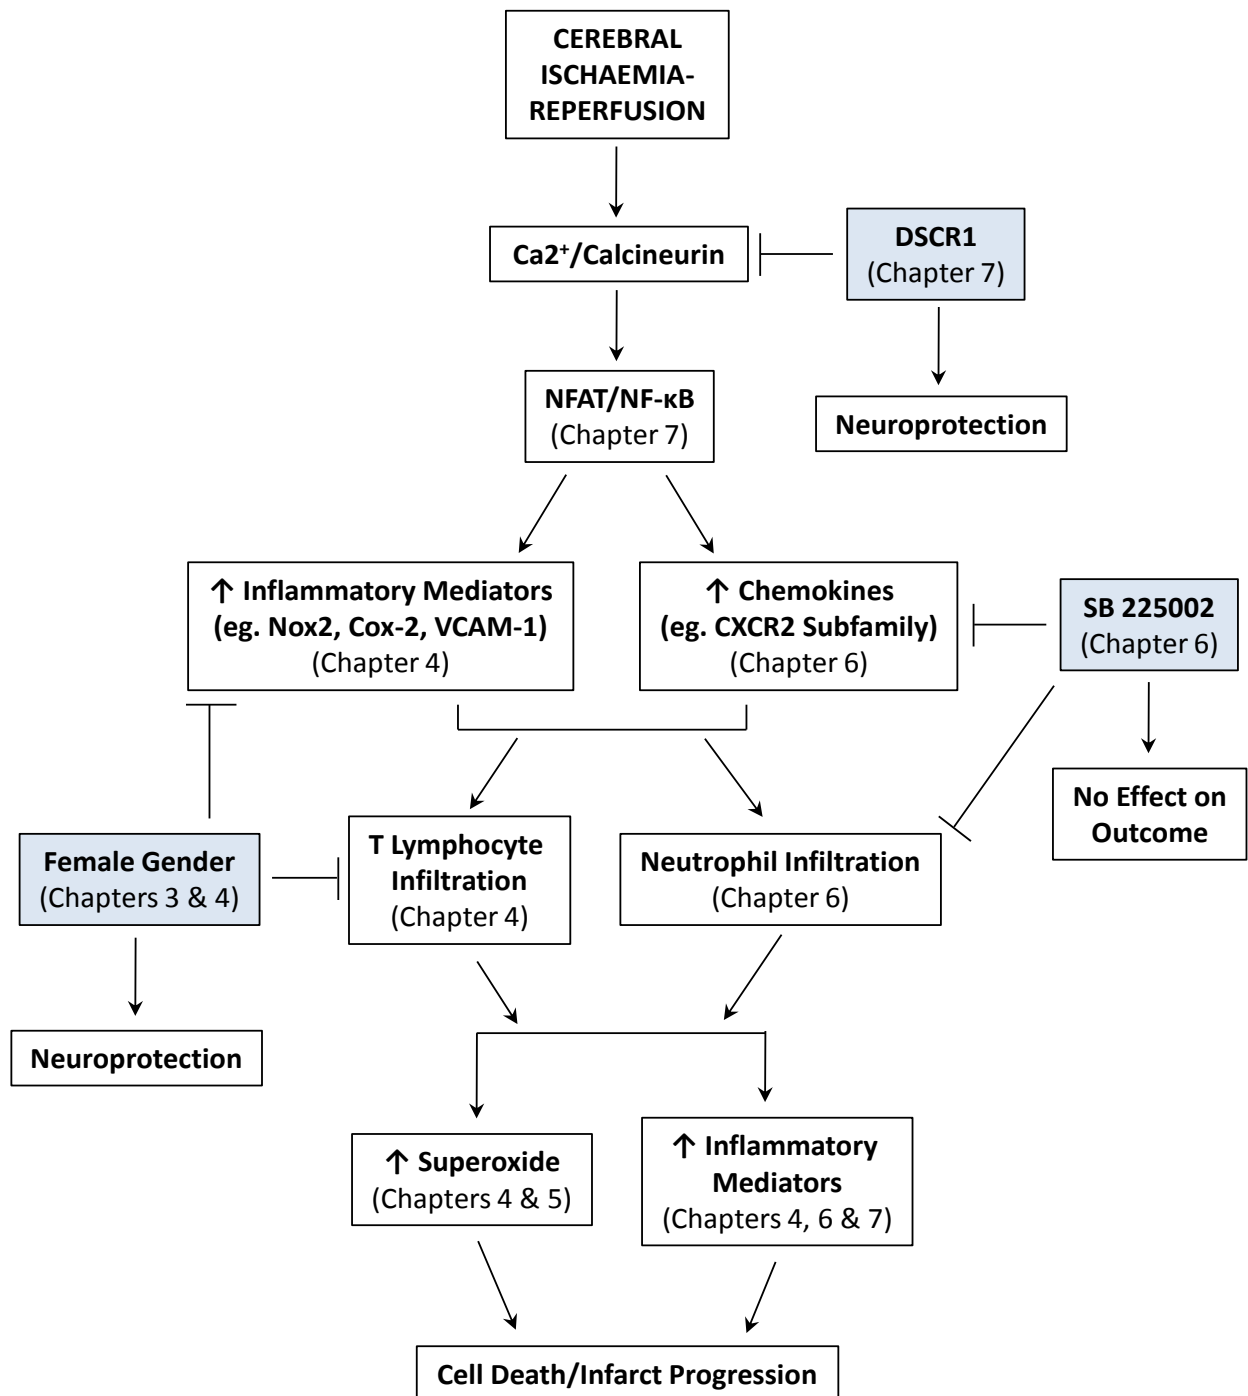 CEREBRAL
ISCHAEMIA-
REPERFUSION
Ca2⁺/Calcineurin
DSCR1
(Chapter 7)
NFAT/NF-κB
(Chapter 7)
Neuroprotection
↑ Inflammatory Mediators
(eg. Nox2, Cox-2, VCAM-1)
(Chapter 4)
↑ Chemokines
(eg. CXCR2 Subfamily)
(Chapter 6)
SB 225002
(Chapter 6)
No Effect on
Outcome
Female Gender
(Chapters 3 & 4)
T Lymphocyte
Infiltration
(Chapter 4)
Neutrophil Infiltration
(Chapter 6)
Neuroprotection
↑ Superoxide
(Chapters 4 & 5)
↑ Inflammatory
Mediators
(Chapters 4, 6 & 7)
Cell Death/Infarct Progression